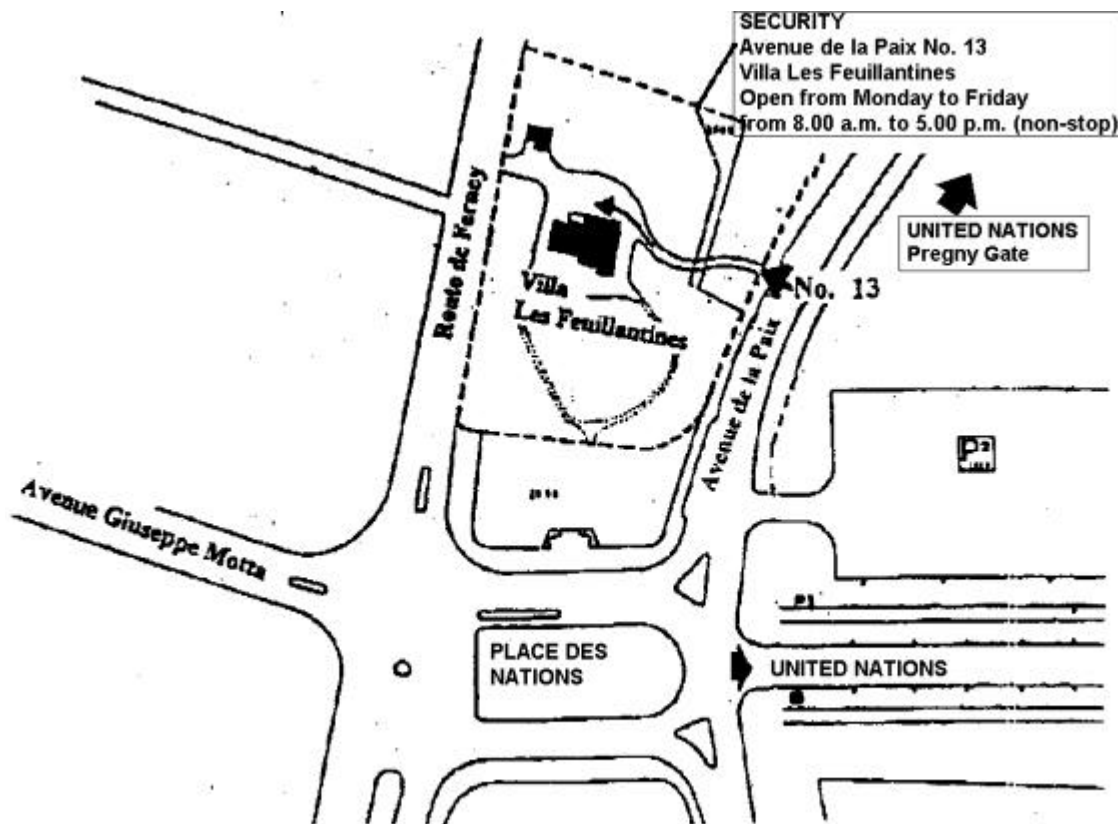 SECURITY
Avenue de la Paix No. 13
Villa Les Feuillantines
Open from Monday to Friday
from 8.00 a.m. to 5.00 p.m. (non-stop)
UNITED NATIONS
Pregny Gate
No. 13
Route de Ferney
Villa
Les Feuillantines
Avenue de la Paix
P2
Avenue Giuseppe Motta
P1
PLACE DES
NATIONS
UNITED NATIONS